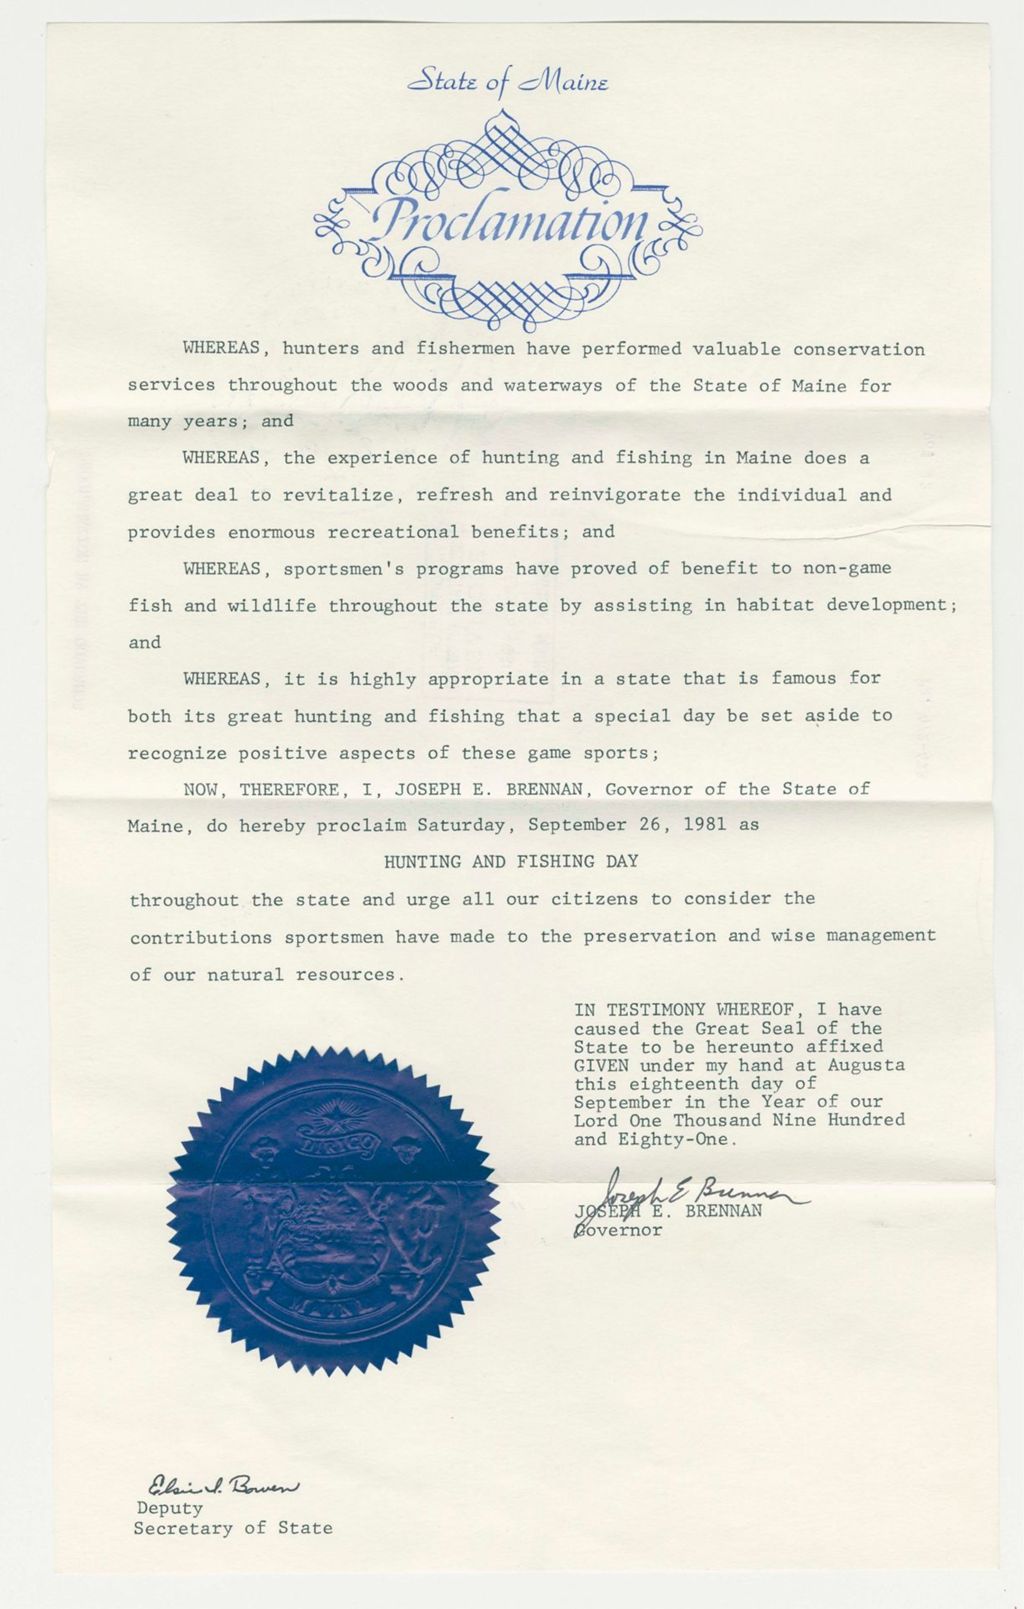 State of Maine
Proclamation
WHEREAS, hunters and fishermen have performed valuable conservation
services throughout the woods and waterways of the State of Maine for
many years; and
WHEREAS, the experience of hunting and fishing in Maine does a
great deal to revitalize, refresh and reinvigorate the individual and
provides enormous recreational benefits; and
WHEREAS, sportsmen's programs have proved of benefit to non-game
fish and wildlife throughout the state by assisting in habitat development;
and
WHEREAS, it is highly appropriate in a state that is famous for
both its great hunting and fishing that a special day be set aside to
recognize positive aspects of these game sports;
NOW, THEREFORE, I, JOSEPH E. BRENNAN, Governor of the State of
Maine, do hereby proclaim Saturday, September 26, 1981 as
HUNTING AND FISHING DAY
throughout the state and urge all our citizens to consider the
contributions sportsmen have made to the preservation and wise management
of our natural resources.
IN TESTIMONY WHEREOF, I have
caused the Great Seal of the
State to be hereunto affixed
GIVEN under my hand at Augusta
this eighteenth day of
September in the Year of our
Lord One Thousand Nine Hundred
and Eighty-One.
Joseph E Brennan
JOSEPH E. BRENNAN
Governor
DIRIGO
Elsie I. Bowen
Deputy
Secretary of State